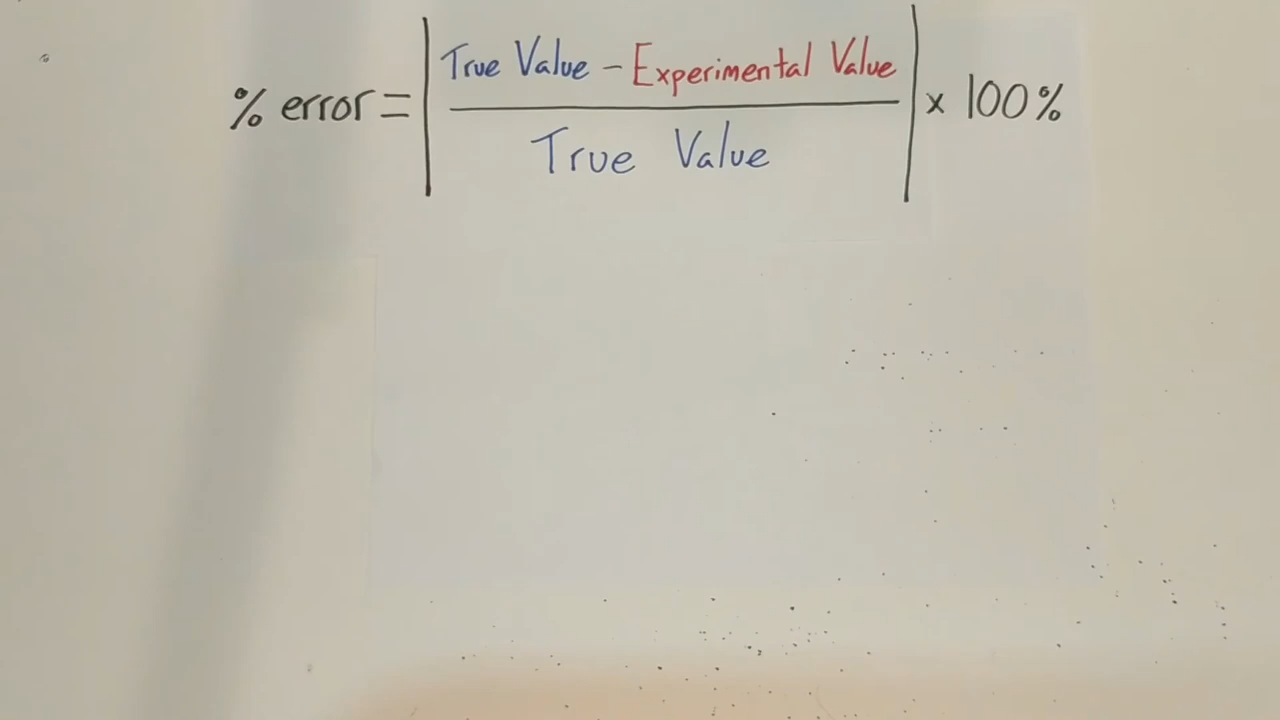 % error = | True Value - Experimental Value | x 100%
True Value